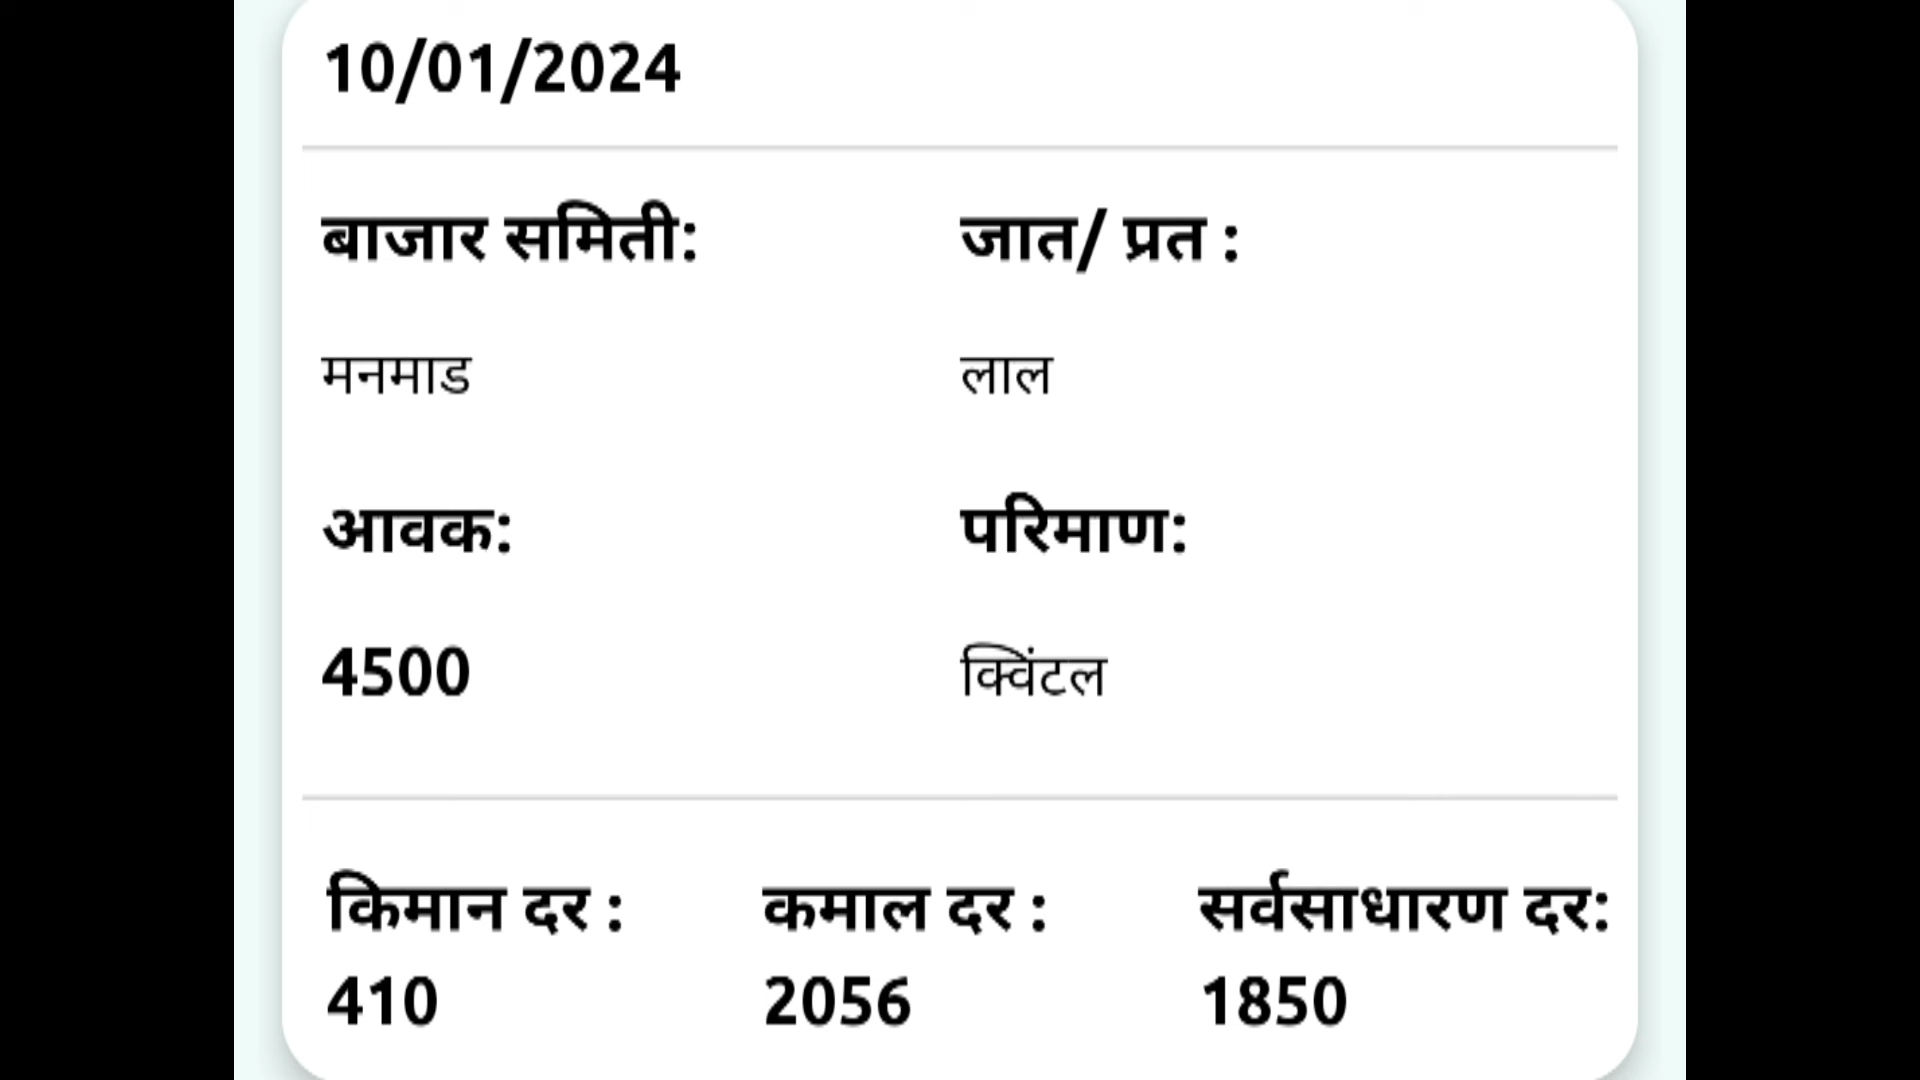 10/01/2024
बाजार समिती: जात/ प्रत :
मनमाड लाल
आवक: परिमाण:
4500 क्विंटल
किमान दर : कमाल दर : सर्वसाधारण दर:
410 2056 1850